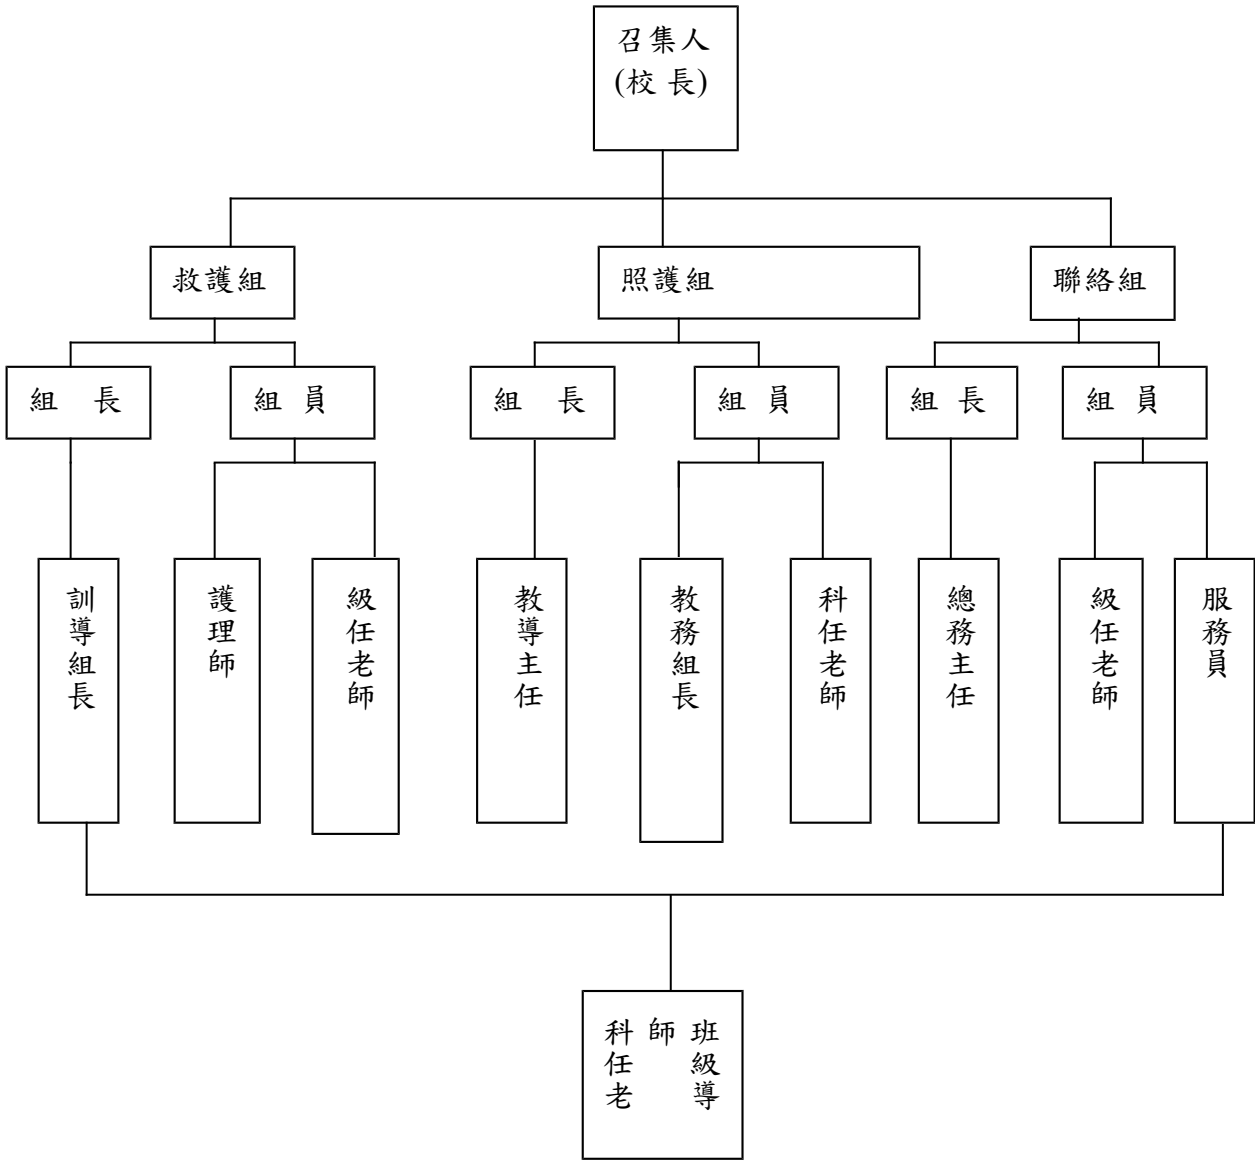 召集人
(校 長)
救護組
照護組
聯絡組
組 長
組 員
組 長
組 員
組 長
組 員
訓導組長
護理師
級任老師
教導主任
教務組長
科任老師
總務主任
級任老師
服務員
班級導
師
科任老